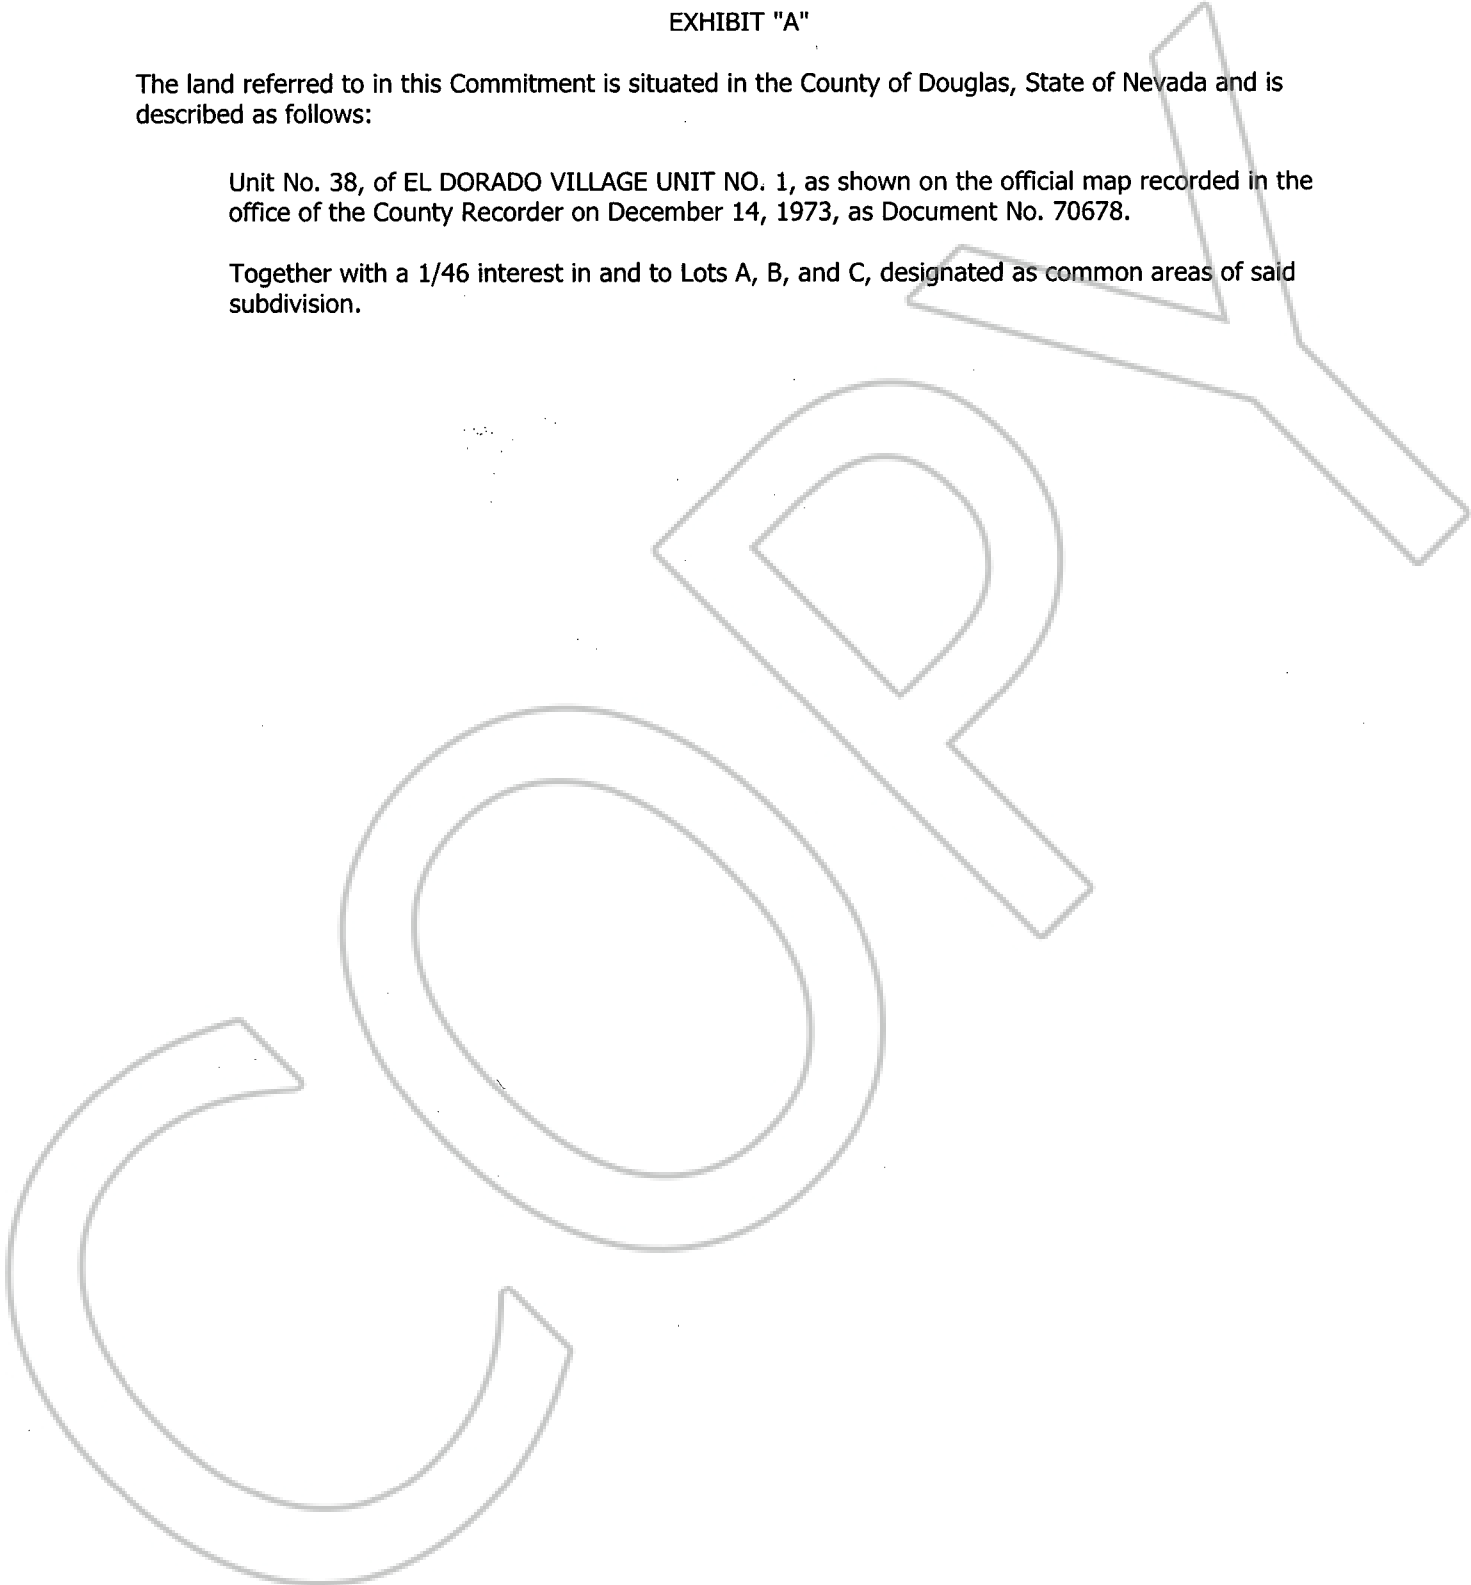 EXHIBIT "A"
The land referred to in this Commitment is situated in the County of Douglas, State of Nevada and is
described as follows:
Unit No. 38, of EL DORADO VILLAGE UNIT NO. 1, as shown on the official map recorded in the
office of the County Recorder on December 14, 1973, as Document No. 70678.
Together with a 1/46 interest in and to Lots A, B, and C, designated as common areas of said
subdivision.
COPY